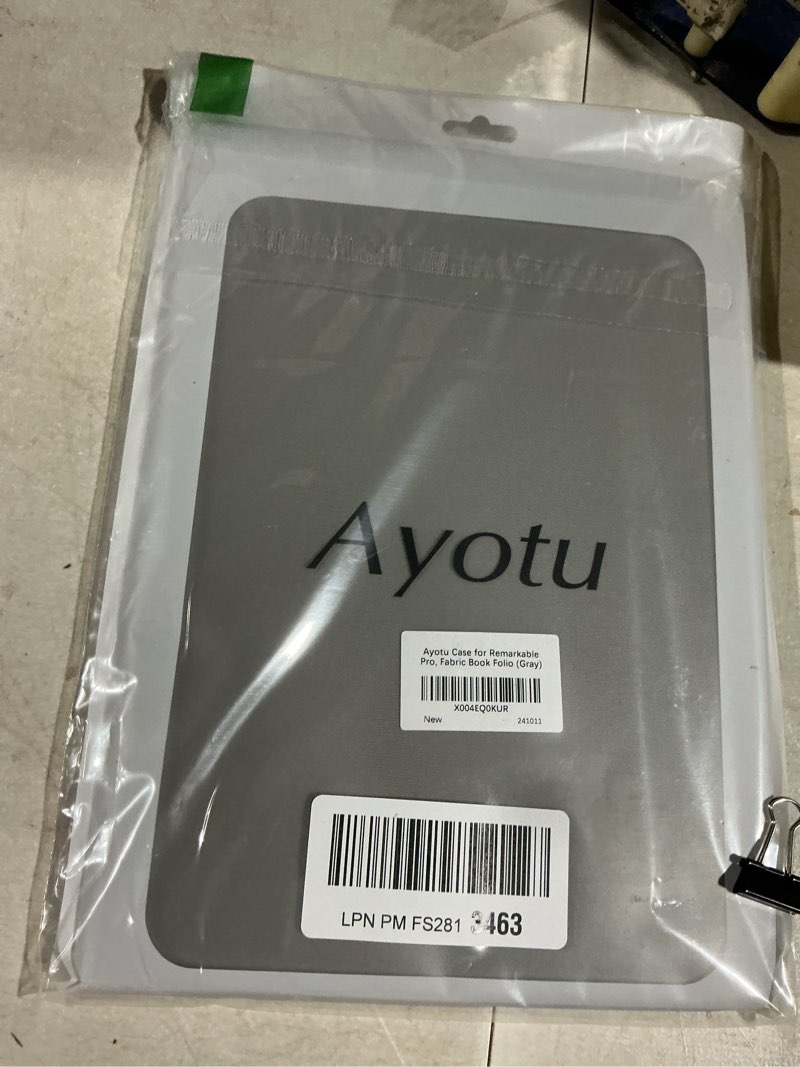 Ayotu
Ayotu Case for Remarkable
Pro, Fabric Book Folio (Gray)
X004EQ0KUR
New 241011
LPN PM FS281 3463